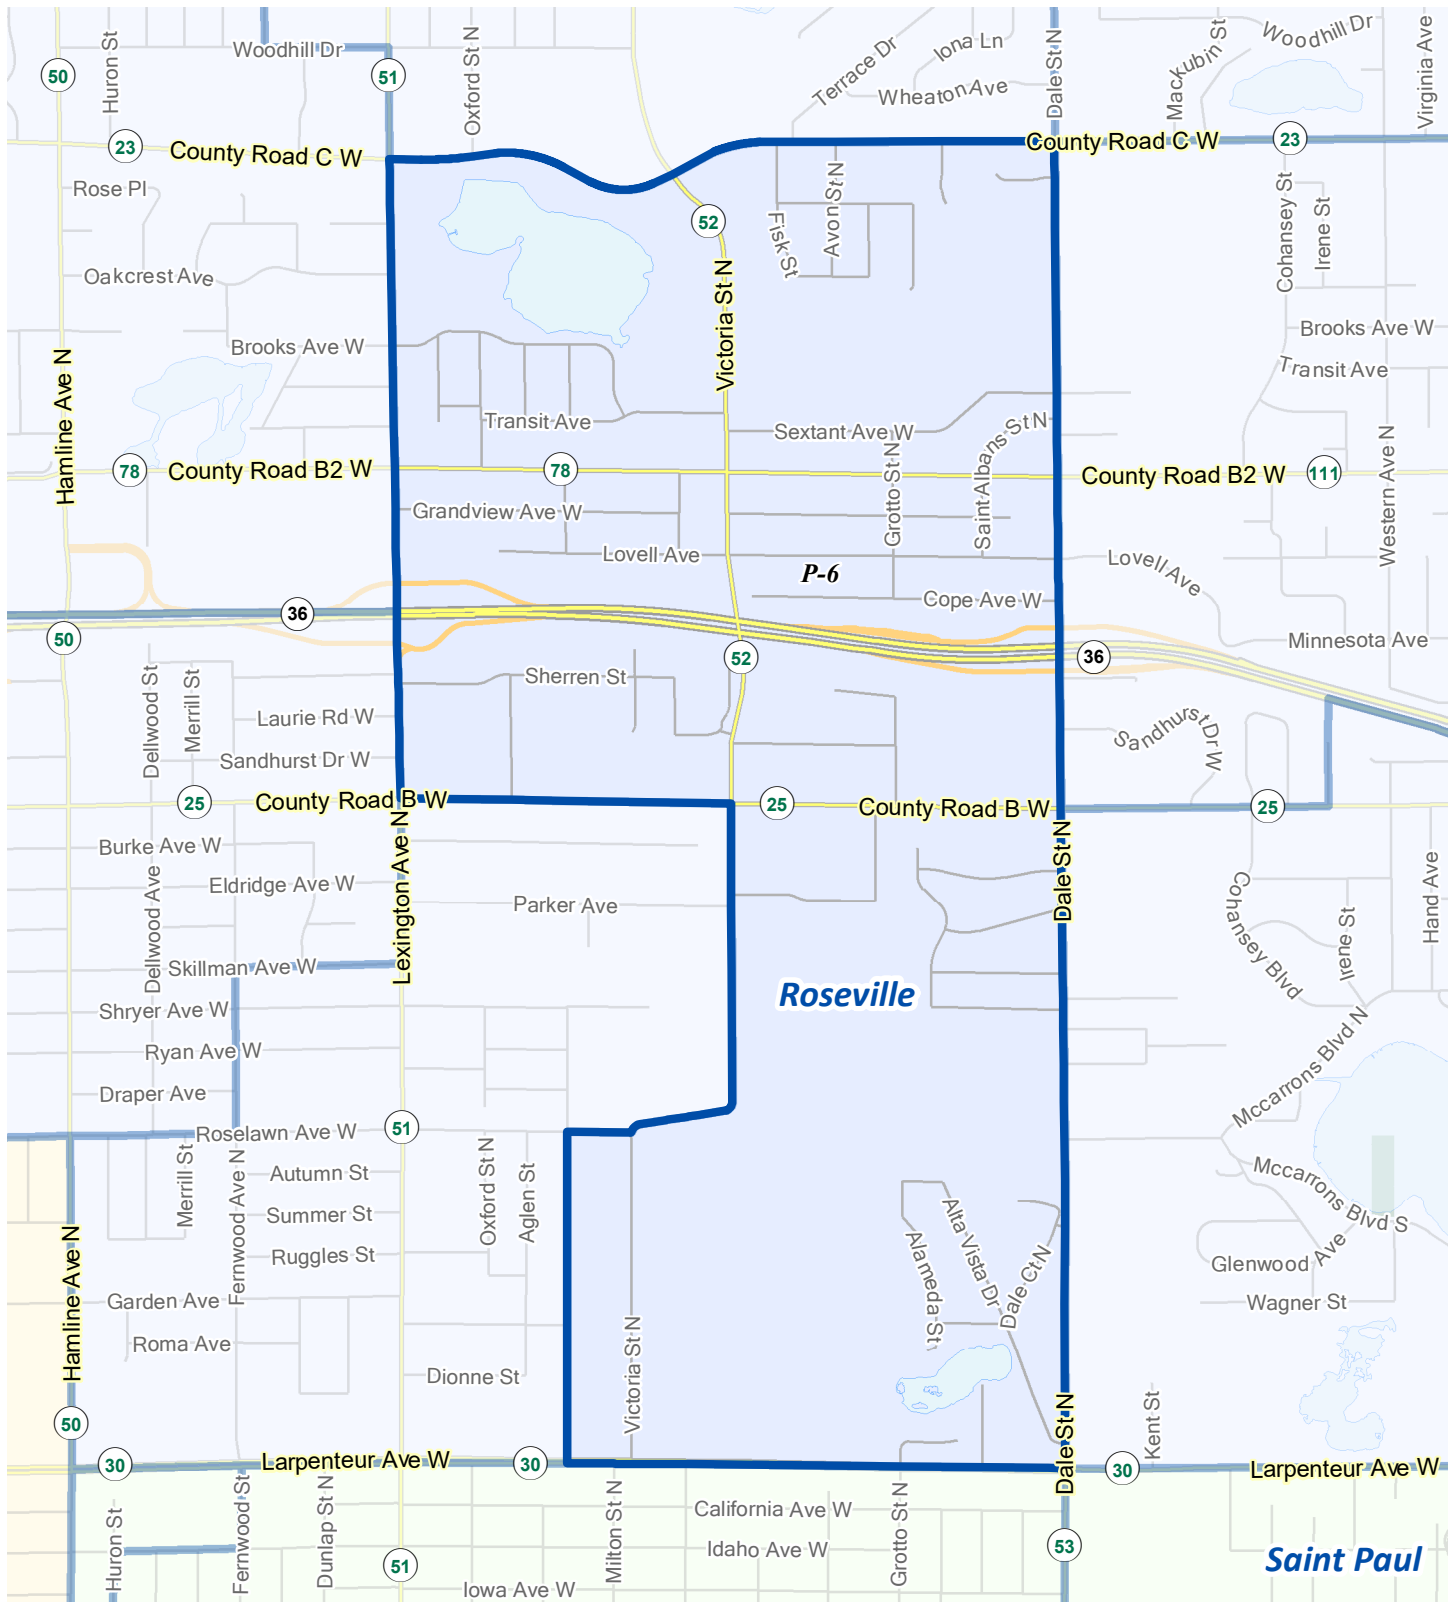 Woodhill Dr
Huron St
Oxford St N
Terrace Dr
Iona Ln
Wheaton Ave
Dale St N
Mackubin St
Woodhill Dr
Virginia Ave
50
51
23
County Road C W
County Road C W
23
Rose Pl
Oakcrest Ave
52
Fisk St
Avon St N
Cohansey St
Irene St
Victoria St N
Brooks Ave W
Brooks Ave W
Transit Ave
Hamline Ave N
Transit Ave
Sextant Ave W
Saint Albans St N
Grotto St N
Western Ave N
78
County Road B2 W
78
County Road B2 W
111
Grandview Ave W
Lovell Ave
Lovell Ave
P-6
Cope Ave W
36
50
52
36
Minnesota Ave
Dellwood St
Merrill St
Sherren St
Laurie Rd W
Sandhurst Dr W
Sandhurst Dr W
25
County Road B W
25
County Road B W
25
Burke Ave W
Lexington Ave N
Dale St N
Eldridge Ave W
Dellwood Ave
Parker Ave
Cohansey Blvd
Irene St
Hand Ave
Skillman Ave W
Roseville
Shryer Ave W
Mccarrons Blvd N
Ryan Ave W
Draper Ave
Roselawn Ave W
51
Merrill St
Fernwood Ave N
Autumn St
Oxford St N
Aglen St
Mccarrons Blvd S
Summer St
Alta Vista Dr
Alameda St
Dale Ct N
Ruggles St
Glenwood Ave
Hamline Ave N
Garden Ave
Wagner St
Roma Ave
Victoria St N
Dionne St
50
Dale St N
Kent St
30
Larpenteur Ave W
30
30
Larpenteur Ave W
Huron St
Fernwood St
Dunlap St N
Milton St N
California Ave W
Grotto St N
Idaho Ave W
53
51
Iowa Ave W
Saint Paul